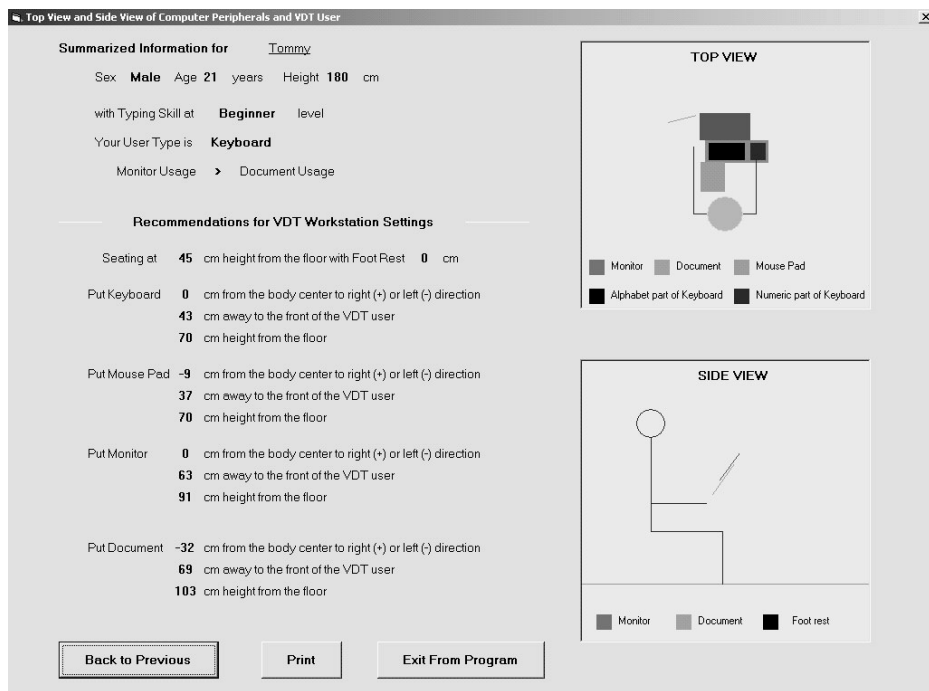 Top View and Side View of Computer Peripherals and VDT User
Summarized Information for Tommy
Sex Male Age 21 years Height 180 cm
with Typing Skill at Beginner level
Your User Type is Keyboard
Monitor Usage > Document Usage
Recommendations for VDT Workstation Settings
Seating at 45 cm height from the floor with Foot Rest 0 cm
Put Keyboard 0 cm from the body center to right (+) or left (-) direction
43 cm away to the front of the VDT user
70 cm height from the floor
Put Mouse Pad -9 cm from the body center to right (+) or left (-) direction
37 cm away to the front of the VDT user
70 cm height from the floor
Put Monitor 0 cm from the body center to right (+) or left (-) direction
63 cm away to the front of the VDT user
91 cm height from the floor
Put Document -32 cm from the body center to right (+) or left (-) direction
69 cm away to the front of the VDT user
103 cm height from the floor
Back to Previous Print Exit From Program
TOP VIEW
Monitor Document Mouse Pad
Alphabet part of Keyboard Numeric part of Keyboard
SIDE VIEW
Monitor Document Foot rest